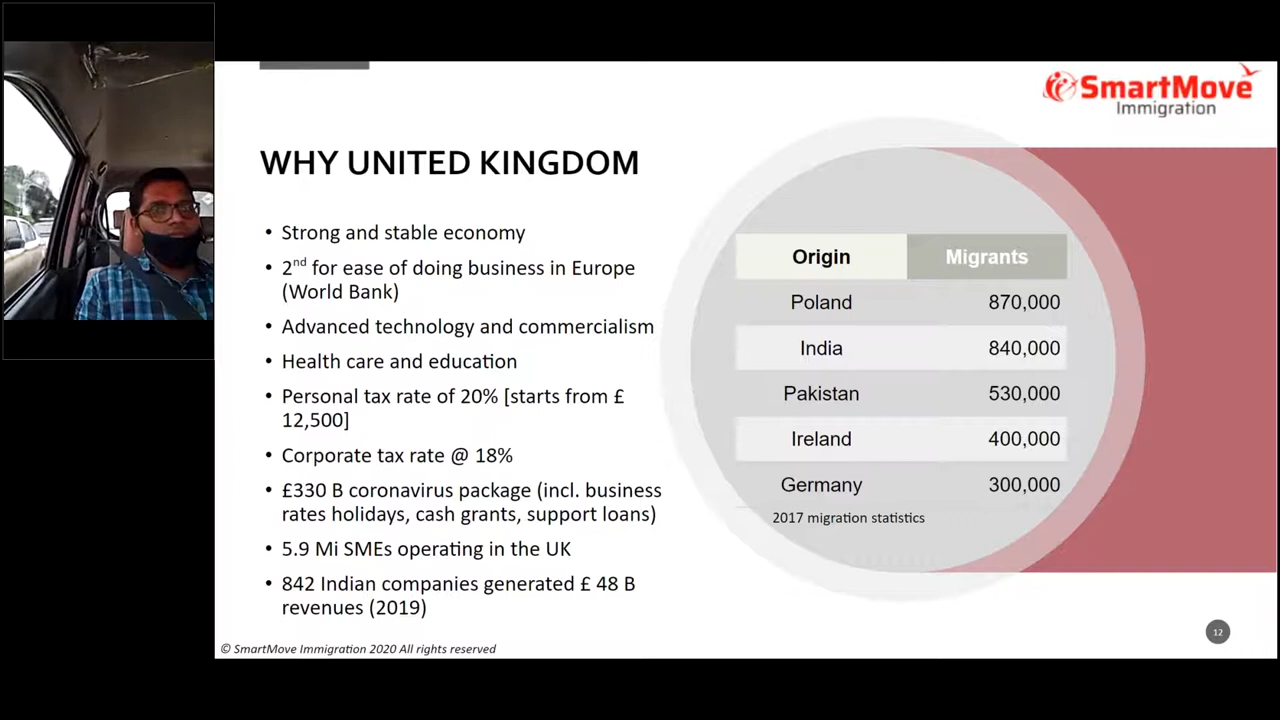 SmartMove
Immigration
WHY UNITED KINGDOM
• Strong and stable economy
• 2nd for ease of doing business in Europe
(World Bank)
• Advanced technology and commercialism
• Health care and education
• Personal tax rate of 20% [starts from £
12,500]
• Corporate tax rate @ 18%
• £330 B coronavirus package (incl. business
rates holidays, cash grants, support loans)
• 5.9 Mi SMEs operating in the UK
• 842 Indian companies generated £ 48 B
revenues (2019)
Origin Migrants
Poland 870,000
India 840,000
Pakistan 530,000
Ireland 400,000
Germany 300,000
2017 migration statistics
12
© SmartMove Immigration 2020 All rights reserved